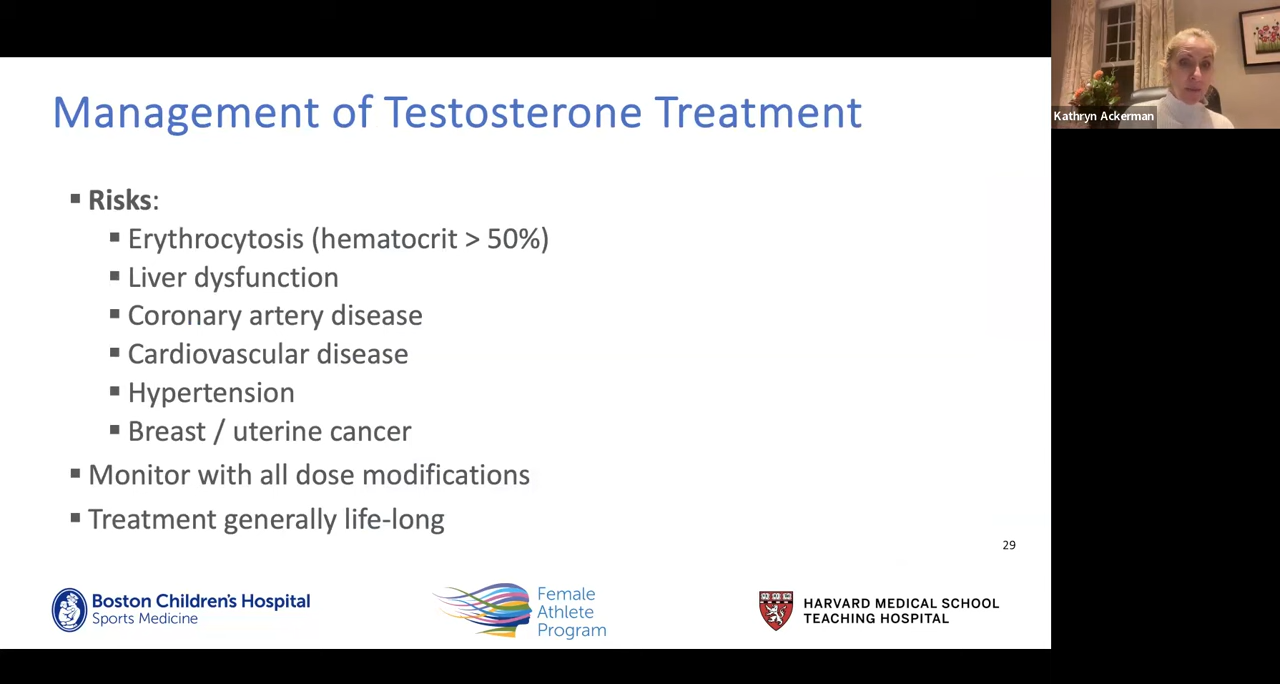 Management of Testosterone Treatment
Kathryn Ackerman
▪ Risks:
▪ Erythrocytosis (hematocrit > 50%)
▪ Liver dysfunction
▪ Coronary artery disease
▪ Cardiovascular disease
▪ Hypertension
▪ Breast / uterine cancer
▪ Monitor with all dose modifications
▪ Treatment generally life-long
29
Boston Children's Hospital
Sports Medicine
Female
Athlete
Program
HARVARD MEDICAL SCHOOL
TEACHING HOSPITAL